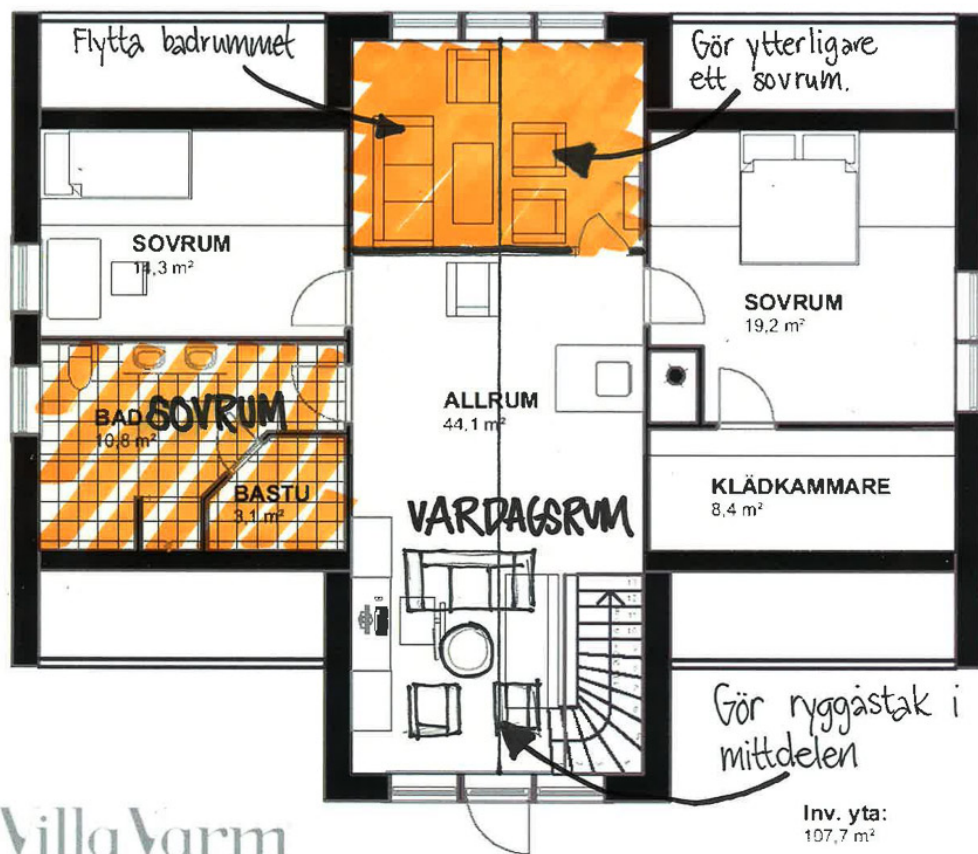 Flytta badrummet
Gör ytterligare
ett sovrum.
SOVRUM
14,3 m²
SOVRUM
19,2 m²
BAD
SOVRUM
10,8 m²
BASTU
3,1 m²
ALLRUM
44,1 m²
KLÄDKAMMARE
8,4 m²
VARDAGSRUM
Gör ryggåstak i
mittdelen
Inv. yta:
107,7 m²
VillaVarm